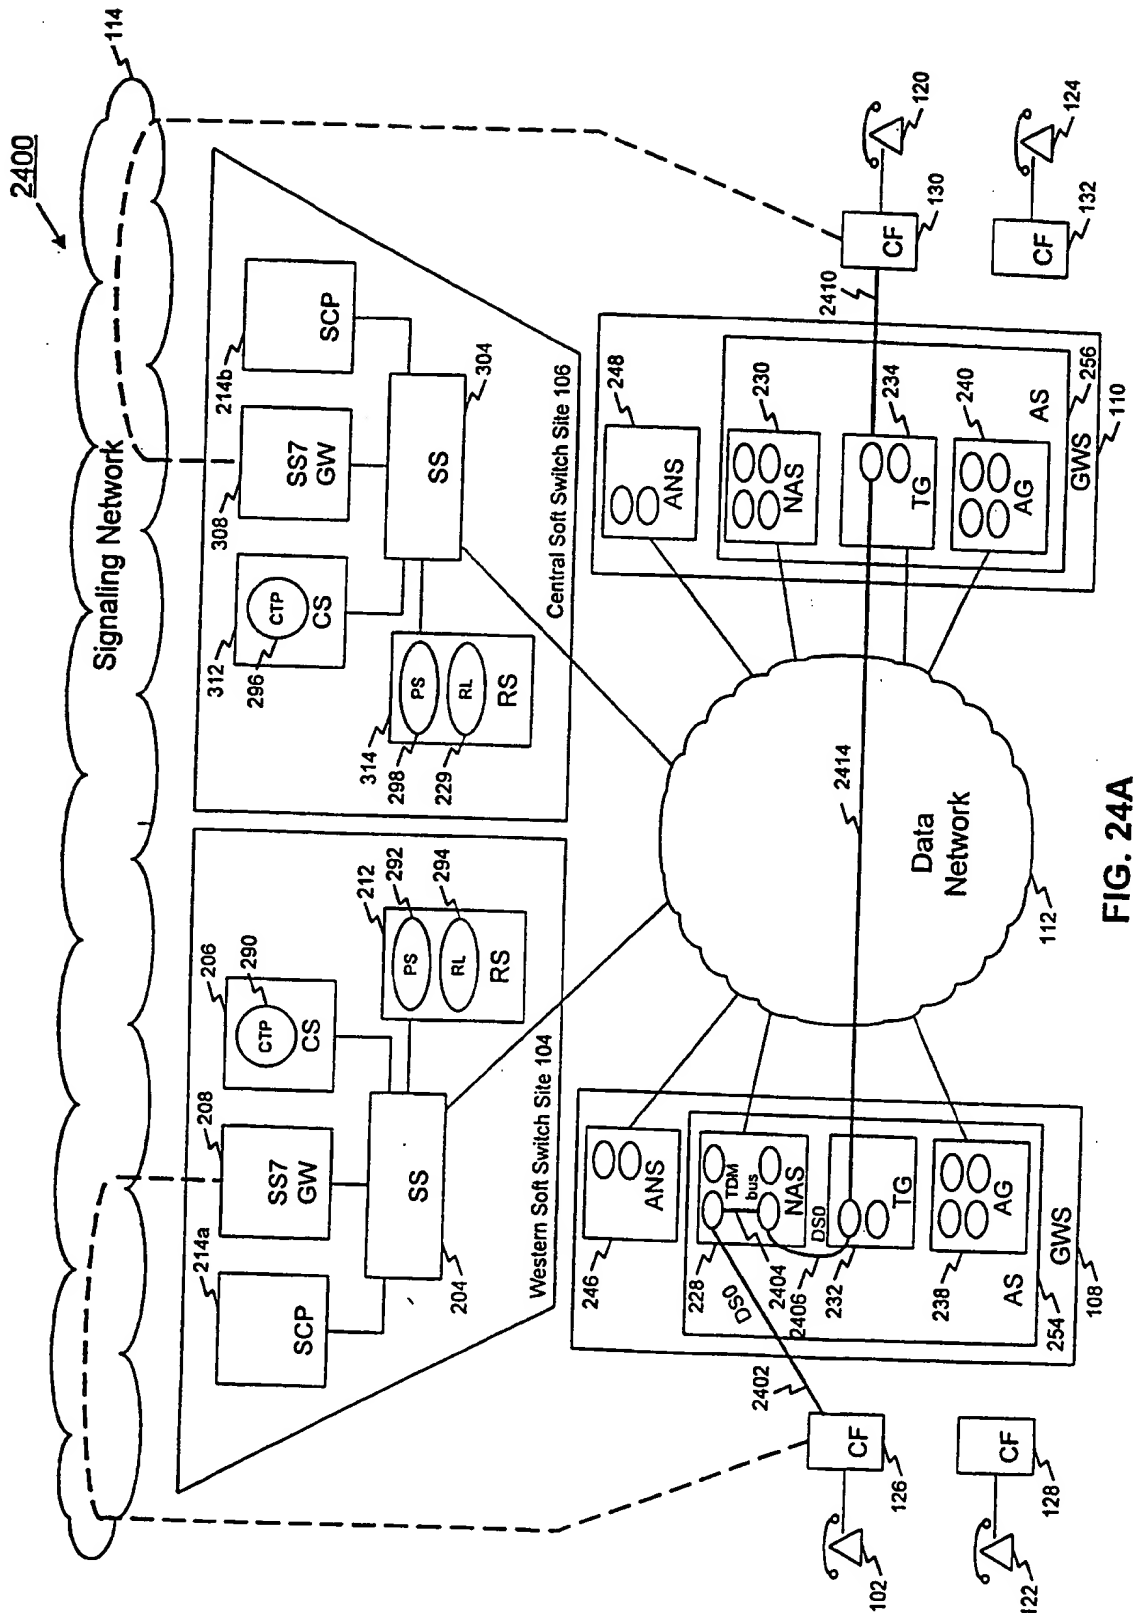 2400
114
Signaling Network
214a
208
206
290
SCP
SS7
GW
CTP
CS
SS
204
212
292
294
PS
RL
RS
Western Soft Switch Site 104
312
296
308
214b
CTP
CS
SS7
GW
SCP
SS
304
314
298
229
PS
RL
RS
Central Soft Switch Site 106
246
ANS
228
DS0
TDM
bus
NAS
2404
2406
DS0
232
TG
238
AG
AS
254
GWS
108
2402
CF
126
102
CF
128
122
Data
Network
112
2414
248
ANS
230
NAS
234
TG
240
AG
AS
256
GWS
110
2410
CF
130
120
CF
132
124
FIG. 24A